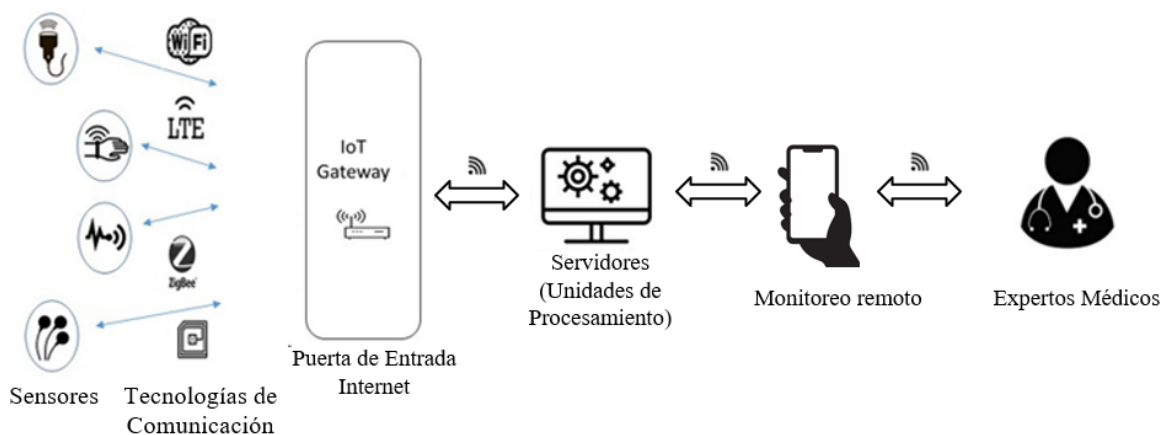 WiFi
LTE
ZigBee
IoT
Gateway
Servidores
(Unidades de
Procesamiento)
Monitoreo remoto
Expertos Médicos
Puerta de Entrada
Internet
Sensores
Tecnologías de
Comunicación